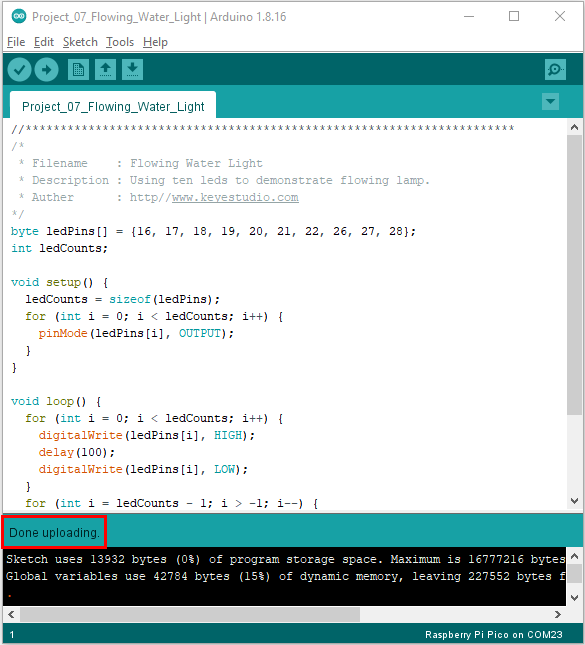 Project_07_Flowing_Water_Light | Arduino 1.8.16
File Edit Sketch Tools Help
Project_07_Flowing_Water_Light
//**********************************************************************
/*
 * Filename    : Flowing Water Light
 * Description : Using ten leds to demonstrate flowing lamp.
 * Auther      : http//www.keyestudio.com
*/
byte ledPins[] = {16, 17, 18, 19, 20, 21, 22, 26, 27, 28};
int ledCounts;
void setup() {
  ledCounts = sizeof(ledPins);
  for (int i = 0; i < ledCounts; i++) {
    pinMode(ledPins[i], OUTPUT);
  }
}
void loop() {
  for (int i = 0; i < ledCounts; i++) {
    digitalWrite(ledPins[i], HIGH);
    delay(100);
    digitalWrite(ledPins[i], LOW);
  }
  for (int i = ledCounts - 1; i > -1; i--) {
Done uploading.
Sketch uses 13932 bytes (0%) of program storage space. Maximum is 16777216 bytes
Global variables use 42784 bytes (15%) of dynamic memory, leaving 227552 bytes f
.
1 Raspberry Pi Pico on COM23